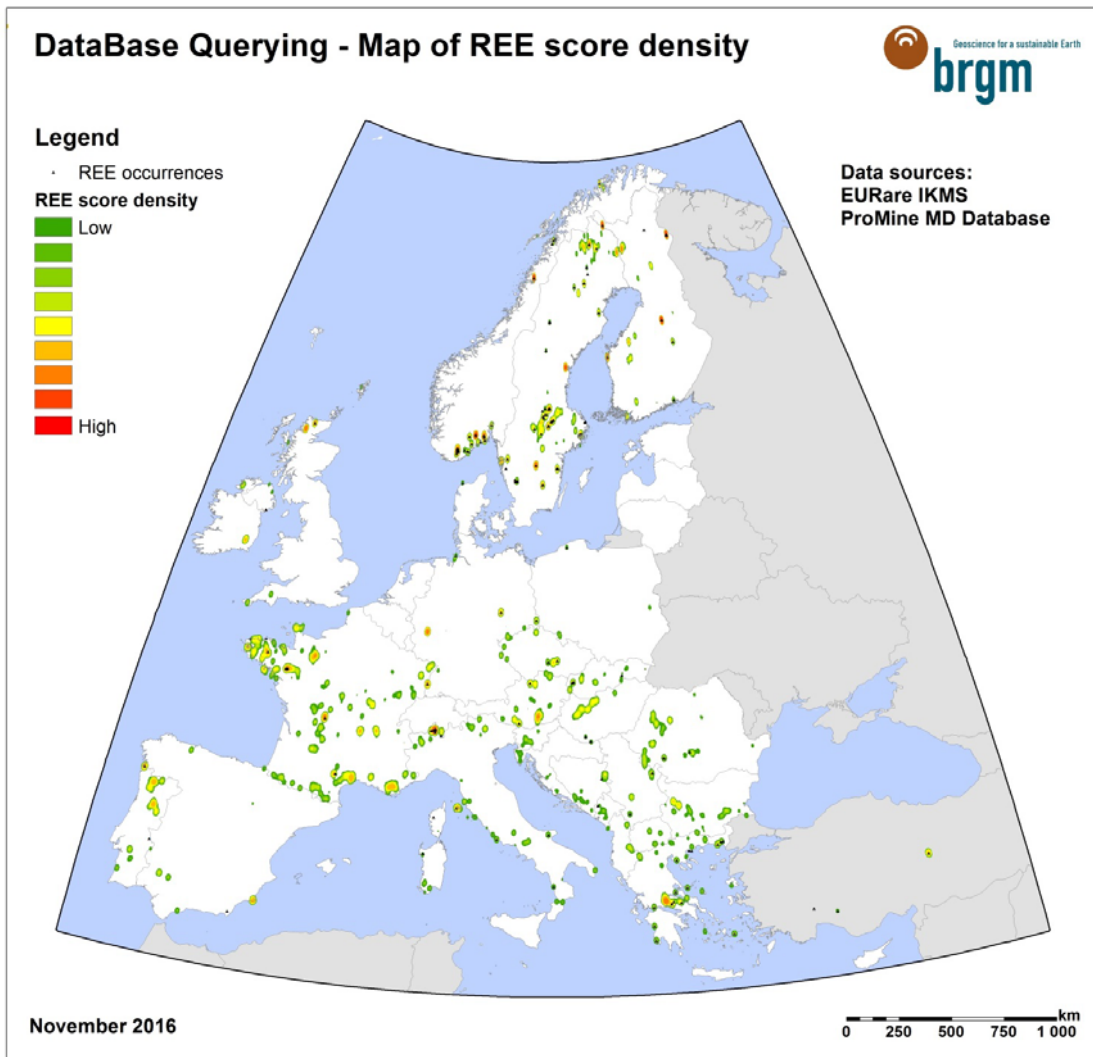 DataBase Querying - Map of REE score density
Geoscience for a sustainable Earth
brgm
Legend
REE occurrences
REE score density
Low
High
Data sources:
EURare IKMS
ProMine MD Database
November 2016
km
0 250 500 750 1 000